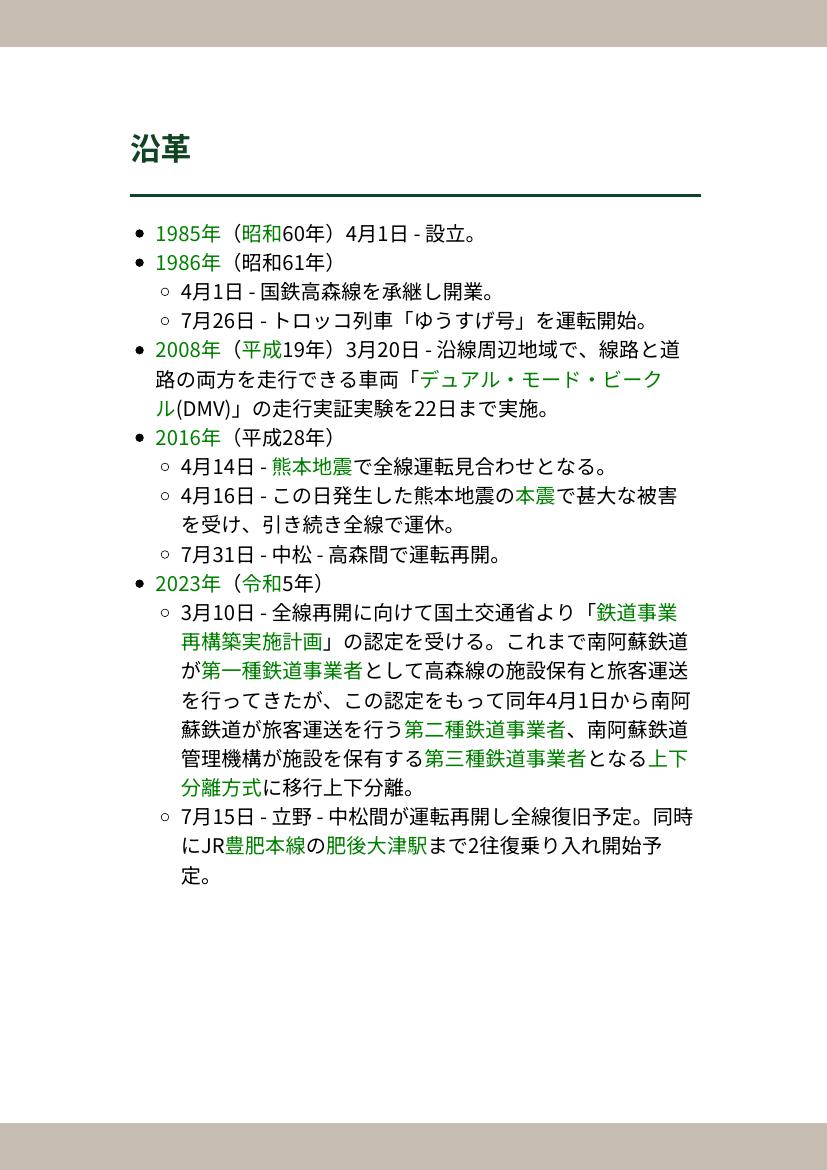 沿革
1985年（昭和60年）4月1日 - 設立。
1986年（昭和61年）
4月1日 - 国鉄高森線を承継し開業。
7月26日 - トロッコ列車「ゆうすげ号」を運転開始。
2008年（平成19年）3月20日 - 沿線周辺地域で、線路と道
路の両方を走行できる車両「デュアル・モード・ビーク
ル(DMV)」の走行実証実験を22日まで実施。
2016年（平成28年）
4月14日 - 熊本地震で全線運転見合わせとなる。
4月16日 - この日発生した熊本地震の本震で甚大な被害
を受け、引き続き全線で運休。
7月31日 - 中松 - 高森間で運転再開。
2023年（令和5年）
3月10日 - 全線再開に向けて国土交通省より「鉄道事業
再構築実施計画」の認定を受ける。これまで南阿蘇鉄道
が第一種鉄道事業者として高森線の施設保有と旅客運送
を行ってきたが、この認定をもって同年4月1日から南阿
蘇鉄道が旅客運送を行う第二種鉄道事業者、南阿蘇鉄道
管理機構が施設を保有する第三種鉄道事業者となる上下
分離方式に移行上下分離。
7月15日 - 立野 - 中松間が運転再開し全線復旧予定。同時
にJR豊肥本線の肥後大津駅まで2往復乗り入れ開始予
定。